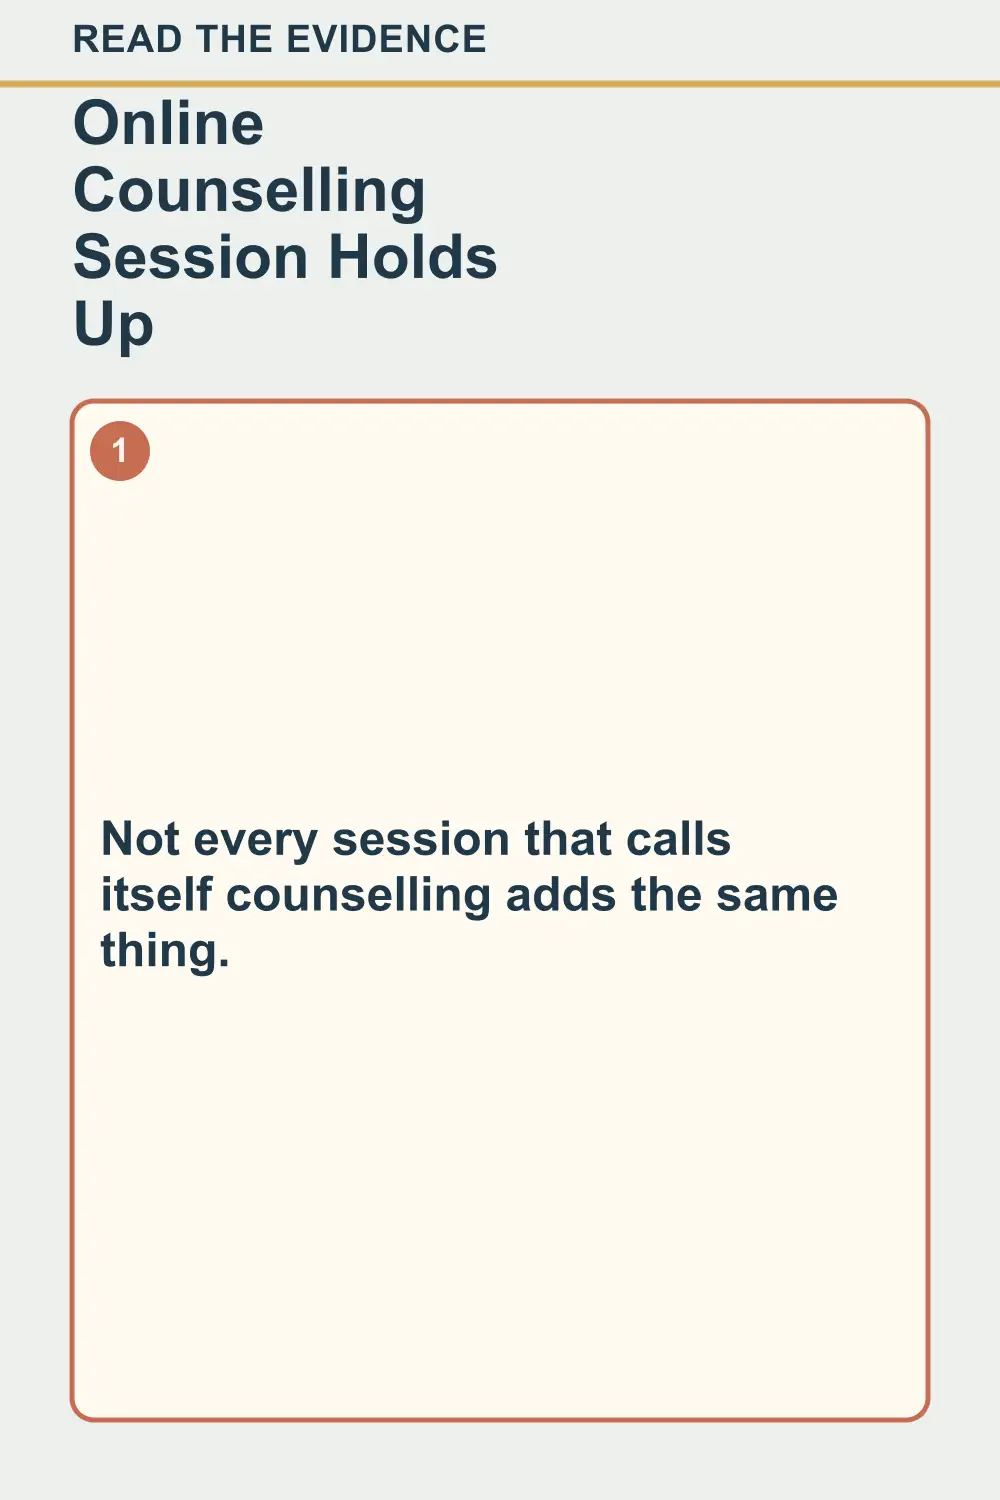 READ THE EVIDENCE
Online
Counselling
Session Holds
Up
1
Not every session that calls
itself counselling adds the same
thing.